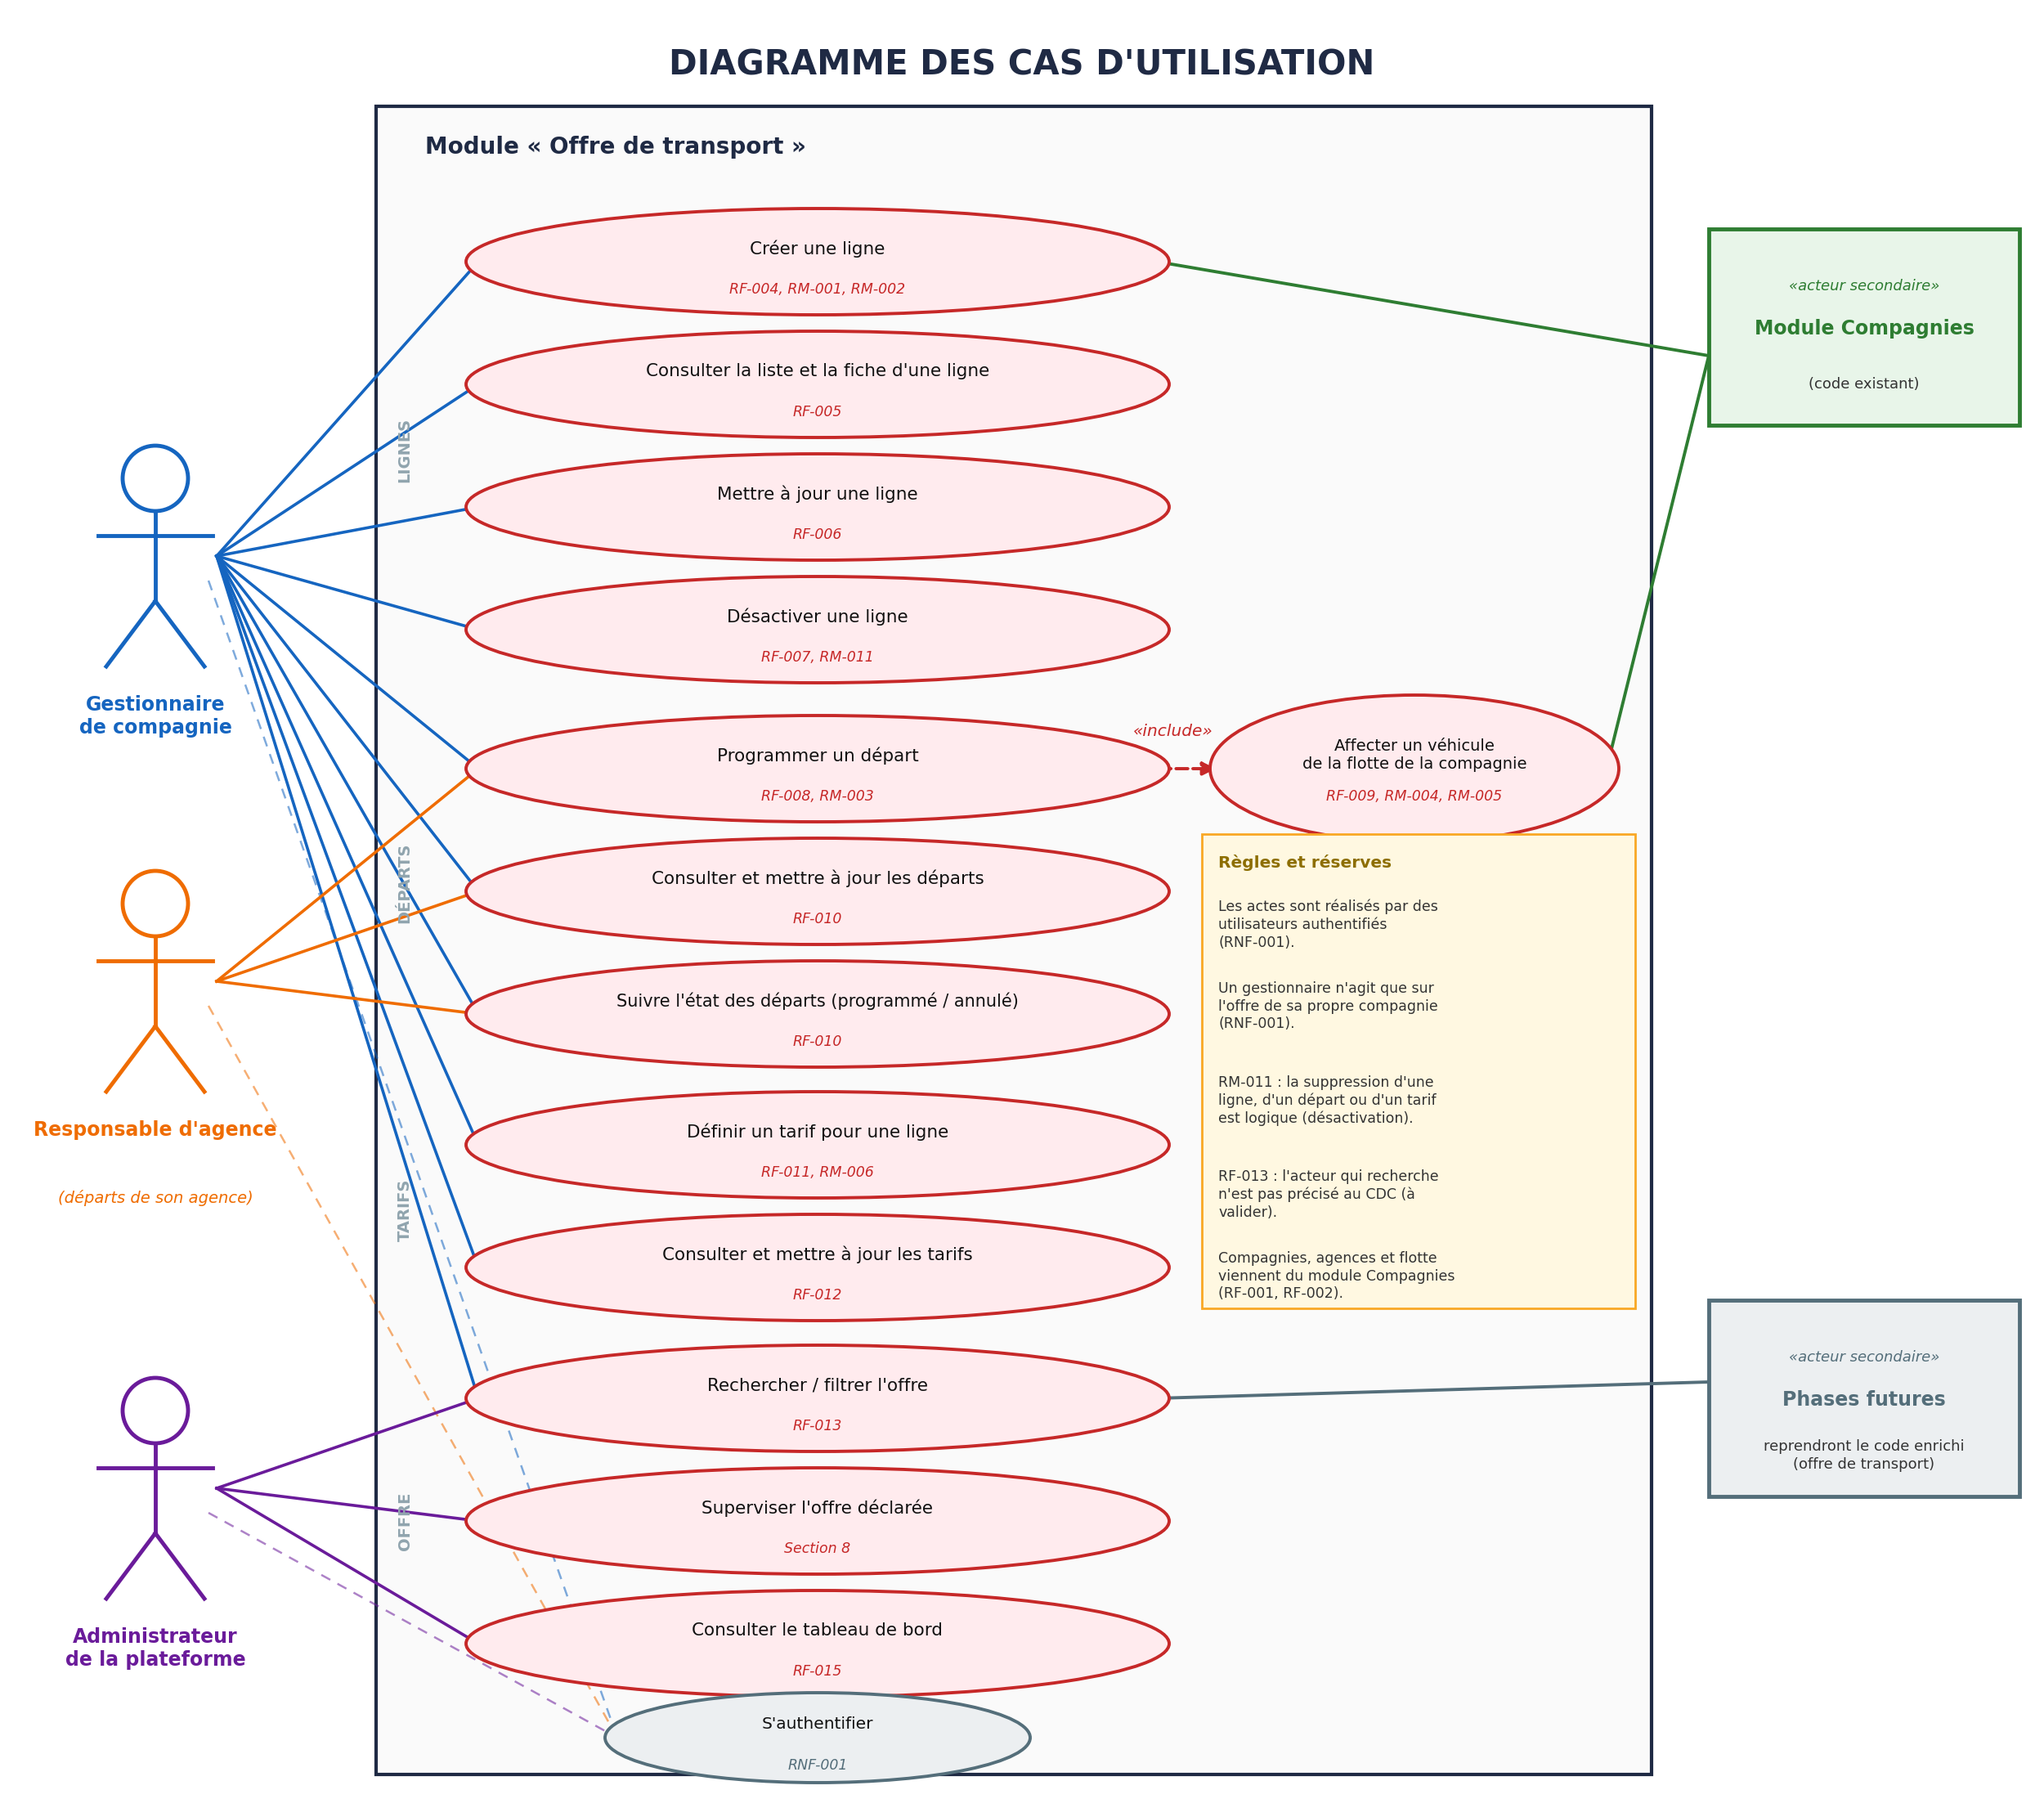 DIAGRAMME DES CAS D'UTILISATION
Module « Offre de transport »
LIGNES
Créer une ligne
RF-004, RM-001, RM-002
Consulter la liste et la fiche d'une ligne
RF-005
Mettre à jour une ligne
RF-006
Désactiver une ligne
RF-007, RM-011
DÉPARTS
Programmer un départ
RF-008, RM-003
«include»
Affecter un véhicule
de la flotte de la compagnie
RF-009, RM-004, RM-005
Consulter et mettre à jour les départs
RF-010
Suivre l'état des départs (programmé / annulé)
RF-010
TARIFS
Définir un tarif pour une ligne
RF-011, RM-006
Consulter et mettre à jour les tarifs
RF-012
OFFRE
Rechercher / filtrer l'offre
RF-013
Superviser l'offre déclarée
Section 8
Consulter le tableau de bord
RF-015
S'authentifier
RNF-001
Gestionnaire
de compagnie
Responsable d'agence
(départs de son agence)
Administrateur
de la plateforme
Règles et réserves
Les actes sont réalisés par des
utilisateurs authentifiés
(RNF-001).
Un gestionnaire n'agit que sur
l'offre de sa propre compagnie
(RNF-001).
RM-011 : la suppression d'une
ligne, d'un départ ou d'un tarif
est logique (désactivation).
RF-013 : l'acteur qui recherche
n'est pas précisé au CDC (à
valider).
Compagnies, agences et flotte
viennent du module Compagnies
(RF-001, RF-002).
«acteur secondaire»
Module Compagnies
(code existant)
«acteur secondaire»
Phases futures
reprendront le code enrichi
(offre de transport)